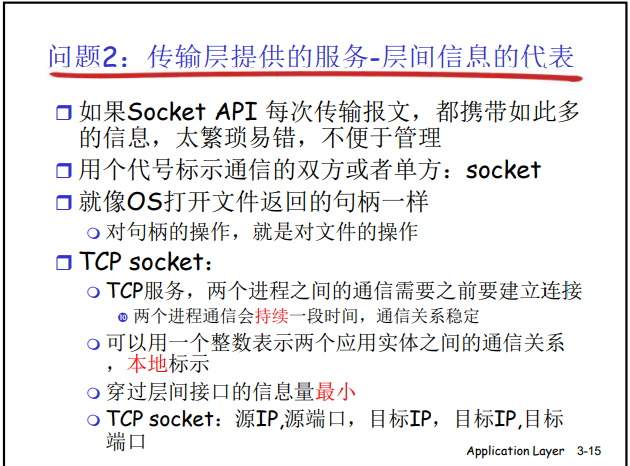 问题2：传输层提供的服务-层间信息的代表
如果Socket API 每次传输报文，都携带如此多
的信息，太繁琐易错，不便于管理
用个代号标示通信的双方或者单方：socket
就像OS打开文件返回的句柄一样
对句柄的操作，就是对文件的操作
TCP socket：
TCP服务，两个进程之间的通信需要之前要建立连接
两个进程通信会持续一段时间，通信关系稳定
可以用一个整数表示两个应用实体之间的通信关系
，本地标示
穿过层间接口的信息量最小
TCP socket：源IP,源端口，目标IP，目标IP,目标
端口
Application Layer 3-15